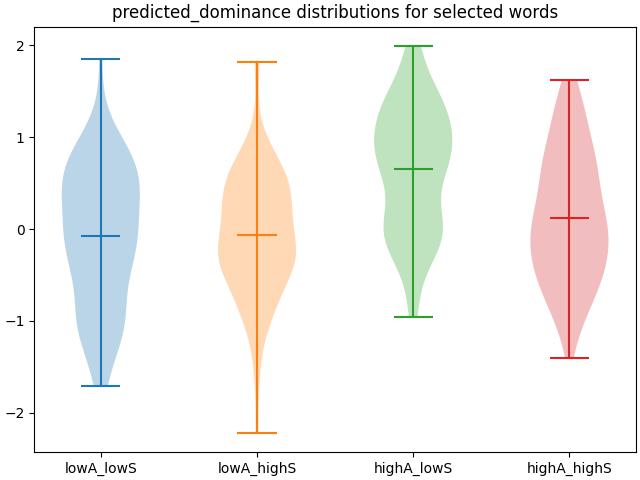 predicted_dominance distributions for selected words
2
1
0
−1
−2
lowA_lowS
lowA_highS
highA_lowS
highA_highS